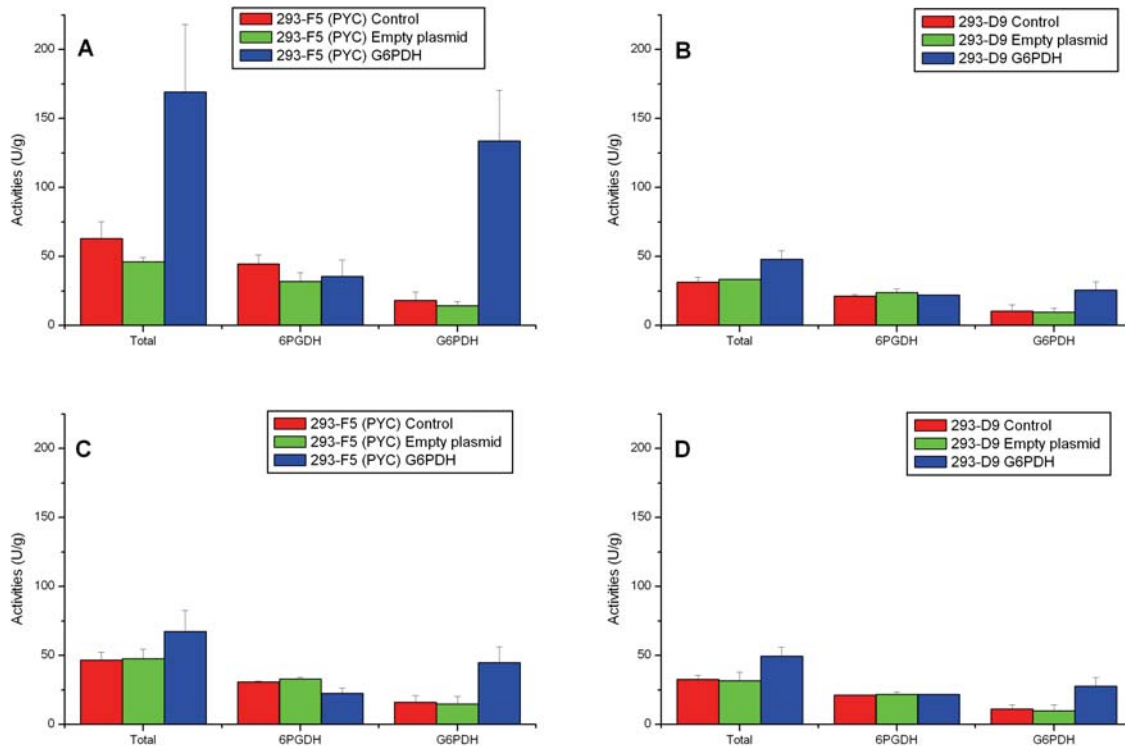 A
293-F5 (PYC) Control
293-F5 (PYC) Empty plasmid
293-F5 (PYC) G6PDH
Activities (U/g)
200
150
100
50
0
Total 6PGDH G6PDH
B
293-D9 Control
293-D9 Empty plasmid
293-D9 G6PDH
Activities (U/g)
200
150
100
50
0
Total 6PGDH G6PDH
C
293-F5 (PYC) Control
293-F5 (PYC) Empty plasmid
293-F5 (PYC) G6PDH
Activities (U/g)
200
150
100
50
0
Total 6PGDH G6PDH
D
293-D9 Control
293-D9 Empty plasmid
293-D9 G6PDH
Activities (U/g)
200
150
100
50
0
Total 6PGDH G6PDH